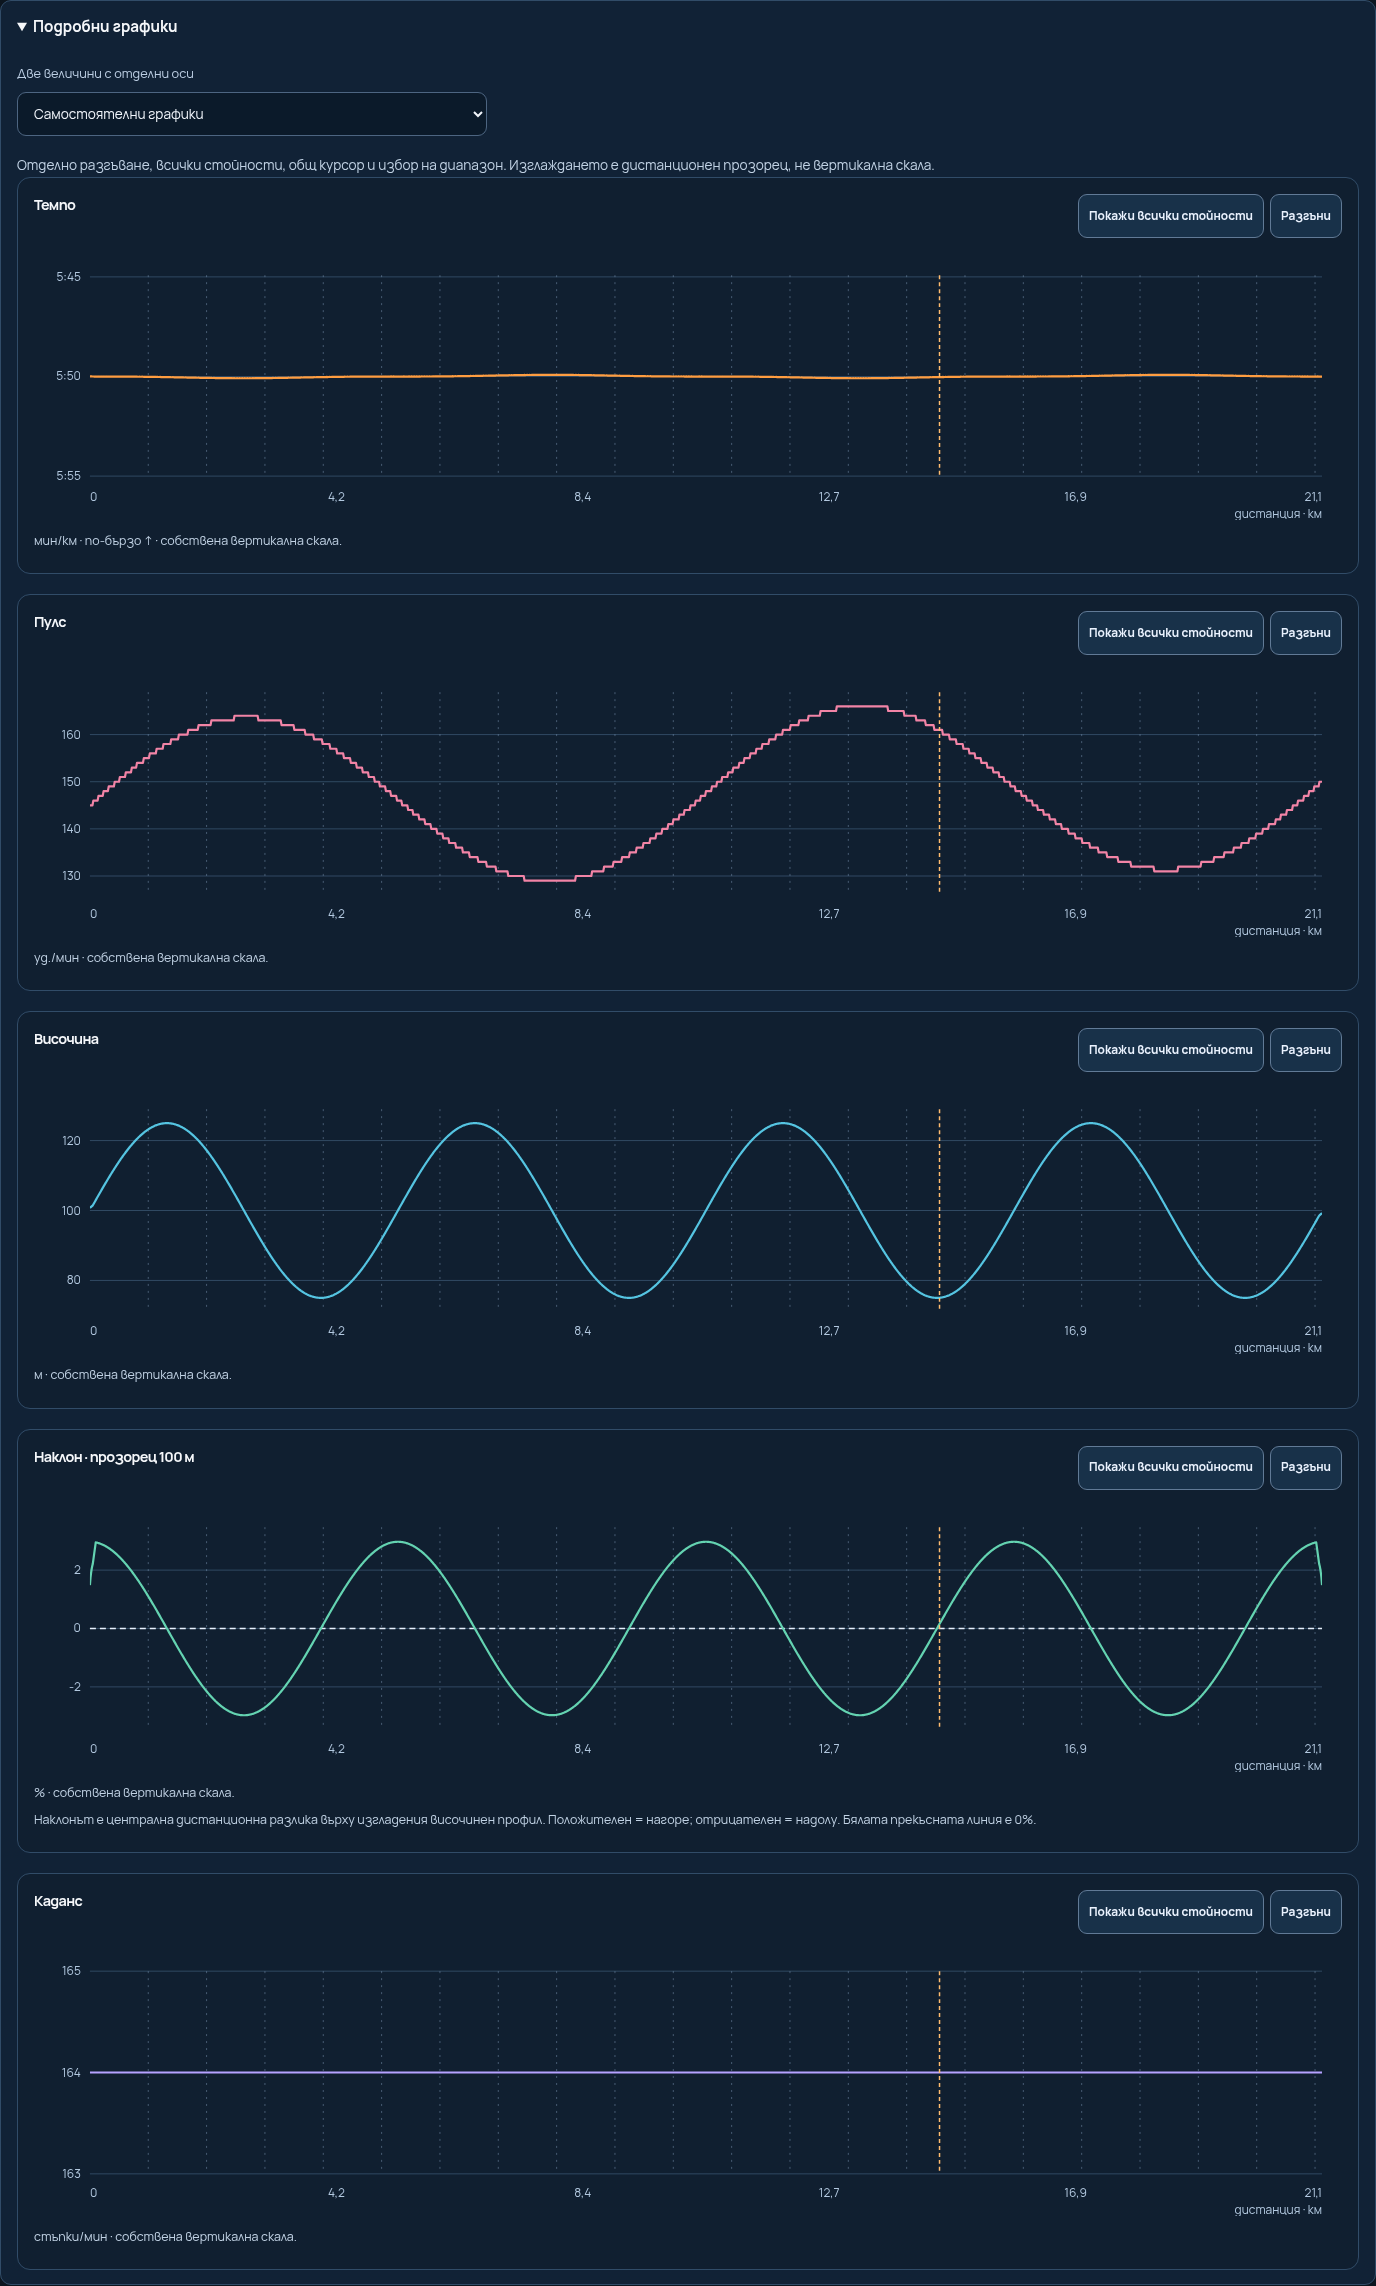 ▼ Подробни графики
Две величини с отделни оси
Самостоятелни графики
Отделно разгъване, всички стойности, общ курсор и избор на диапазон. Изглаждането е дистанционен прозорец, не вертикална скала.
Темпо
Покажи всички стойности
Разгъни
5:45
5:50
5:55
0 4,2 8,4 12,7 16,9 21,1
дистанция · км
мин/км · по-бързо ↑ · собствена вертикална скала.
Пулс
Покажи всички стойности
Разгъни
160
150
140
130
0 4,2 8,4 12,7 16,9 21,1
дистанция · км
уд./мин · собствена вертикална скала.
Височина
Покажи всички стойности
Разгъни
120
100
80
0 4,2 8,4 12,7 16,9 21,1
дистанция · км
м · собствена вертикална скала.
Наклон · прозорец 100 м
Покажи всички стойности
Разгъни
2
0
-2
0 4,2 8,4 12,7 16,9 21,1
дистанция · км
% · собствена вертикална скала.
Наклонът е централна дистанционна разлика върху изгладения височинен профил. Положителен = нагоре; отрицателен = надолу. Бялата прекъсната линия е 0%.
Каданс
Покажи всички стойности
Разгъни
165
164
163
0 4,2 8,4 12,7 16,9 21,1
дистанция · км
стъпки/мин · собствена вертикална скала.